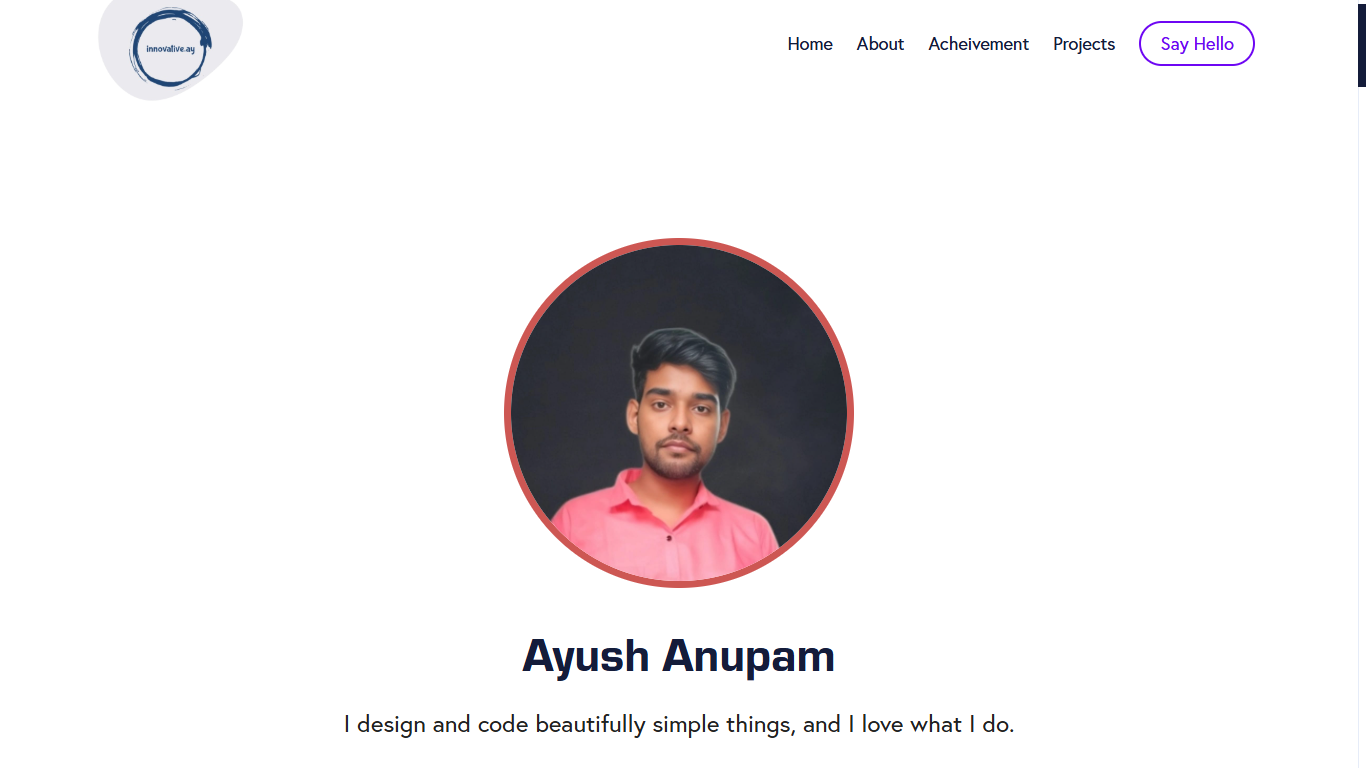 innovative.ay
Home About Acheivement Projects Say Hello
Ayush Anupam
I design and code beautifully simple things, and I love what I do.